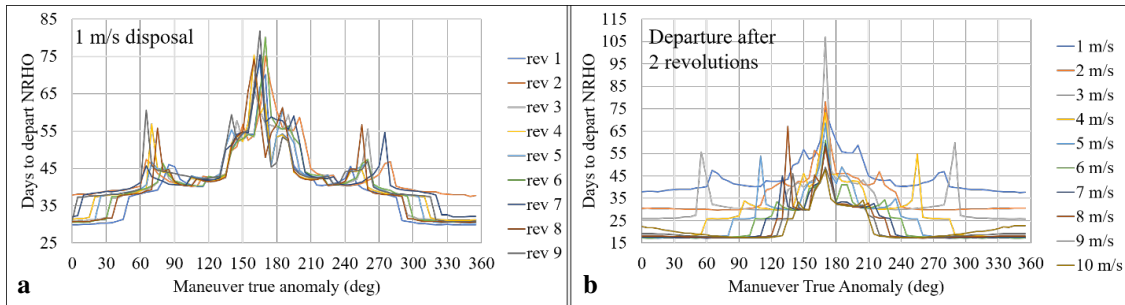 1 m/s disposal
Days to depart NRHO
85
75
65
55
45
35
25
0 30 60 90 120 150 180 210 240 270 300 330 360
Maneuver true anomaly (deg)
rev 1
rev 2
rev 3
rev 4
rev 5
rev 6
rev 7
rev 8
rev 9
a
Departure after
2 revolutions
Days to depart NRHO
115
105
95
85
75
65
55
45
35
25
15
0 30 60 90 120 150 180 210 240 270 300 330 360
Manuever True Anomaly (deg)
1 m/s
2 m/s
3 m/s
4 m/s
5 m/s
6 m/s
7 m/s
8 m/s
9 m/s
10 m/s
b